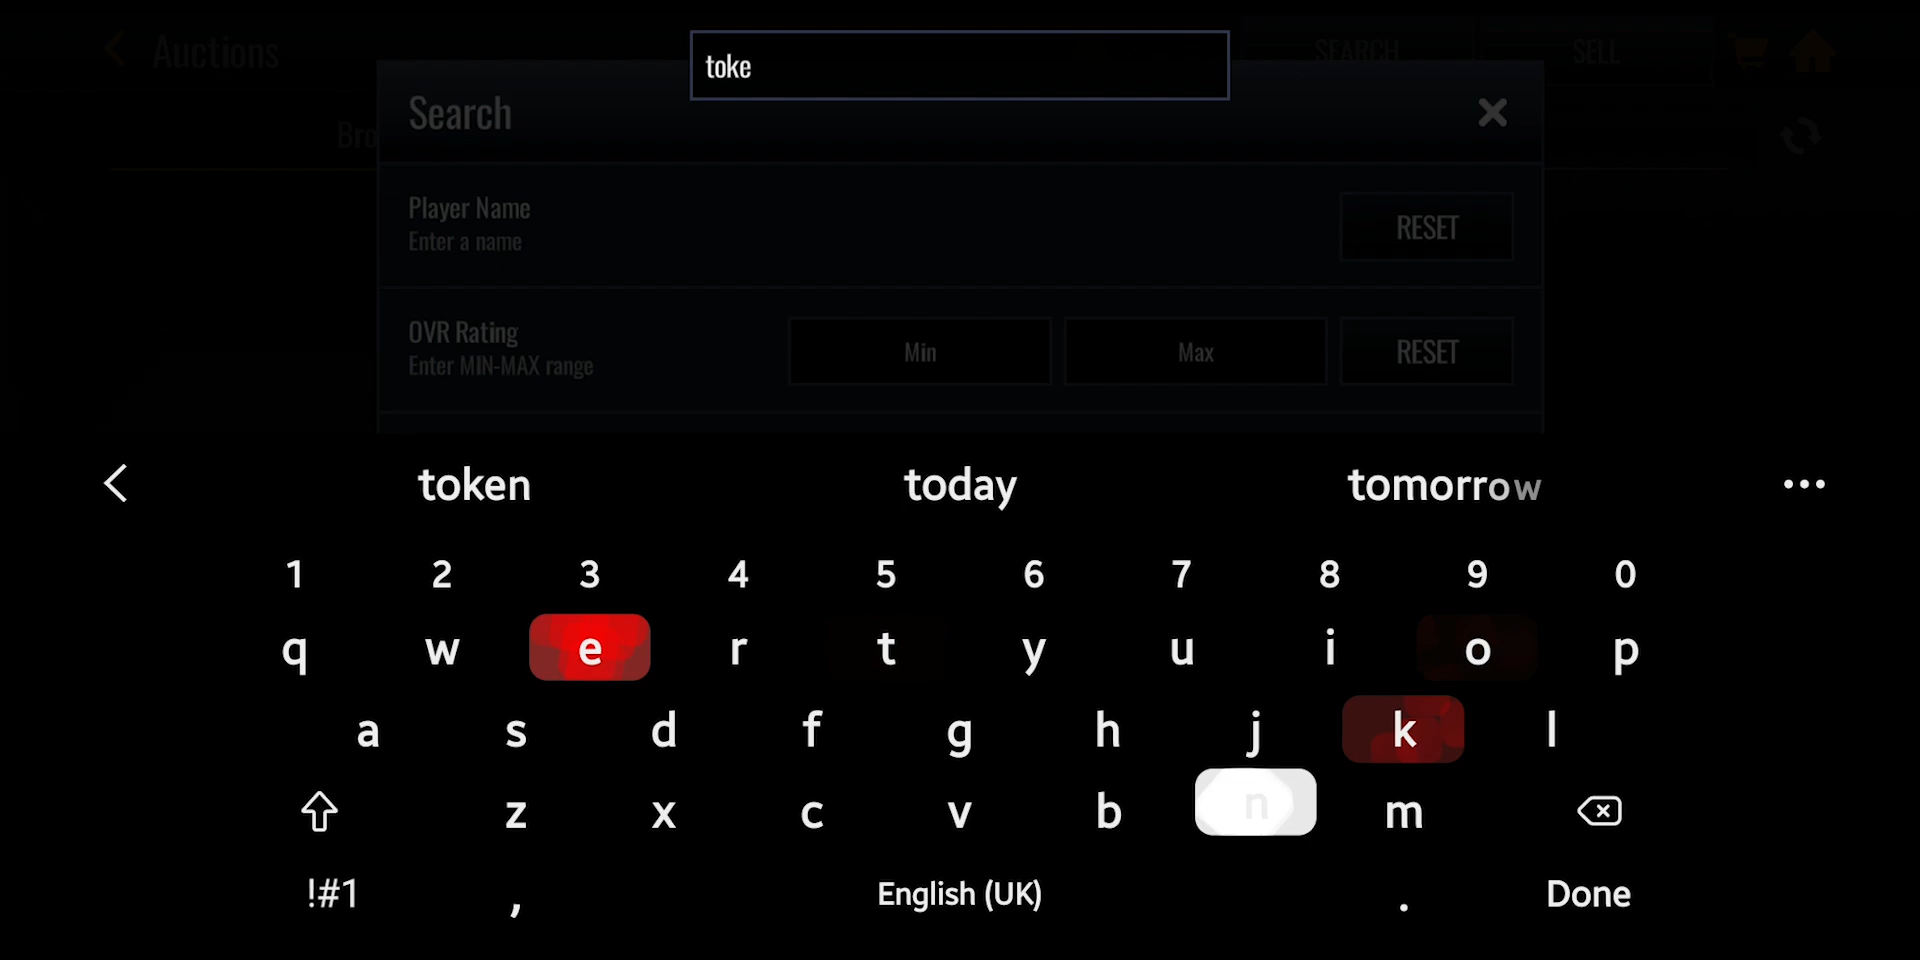 Auctions
SEARCH
SELL
toke
Search
Bro
Player Name
Enter a name
RESET
OVR Rating
Enter MIN-MAX range
Min
Max
RESET
token
today
tomorrow
1 2 3 4 5 6 7 8 9 0
q w e r t y u i o p
a s d f g h j k l
z x c v b n m
!#1 , English (UK) . Done